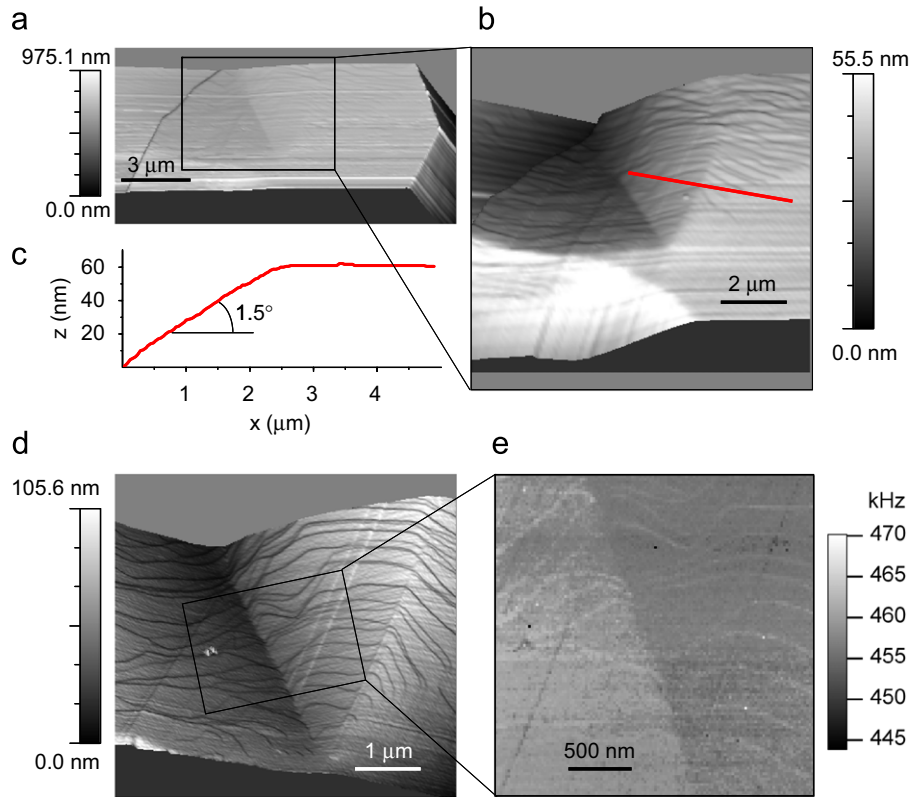 a
975.1 nm
0.0 nm
3 μm
b
55.5 nm
0.0 nm
2 μm
c
z (nm)
60
40
20
1.5°
1 2 3 4
x (μm)
d
105.6 nm
0.0 nm
1 μm
e
500 nm
kHz
470
465
460
455
450
445